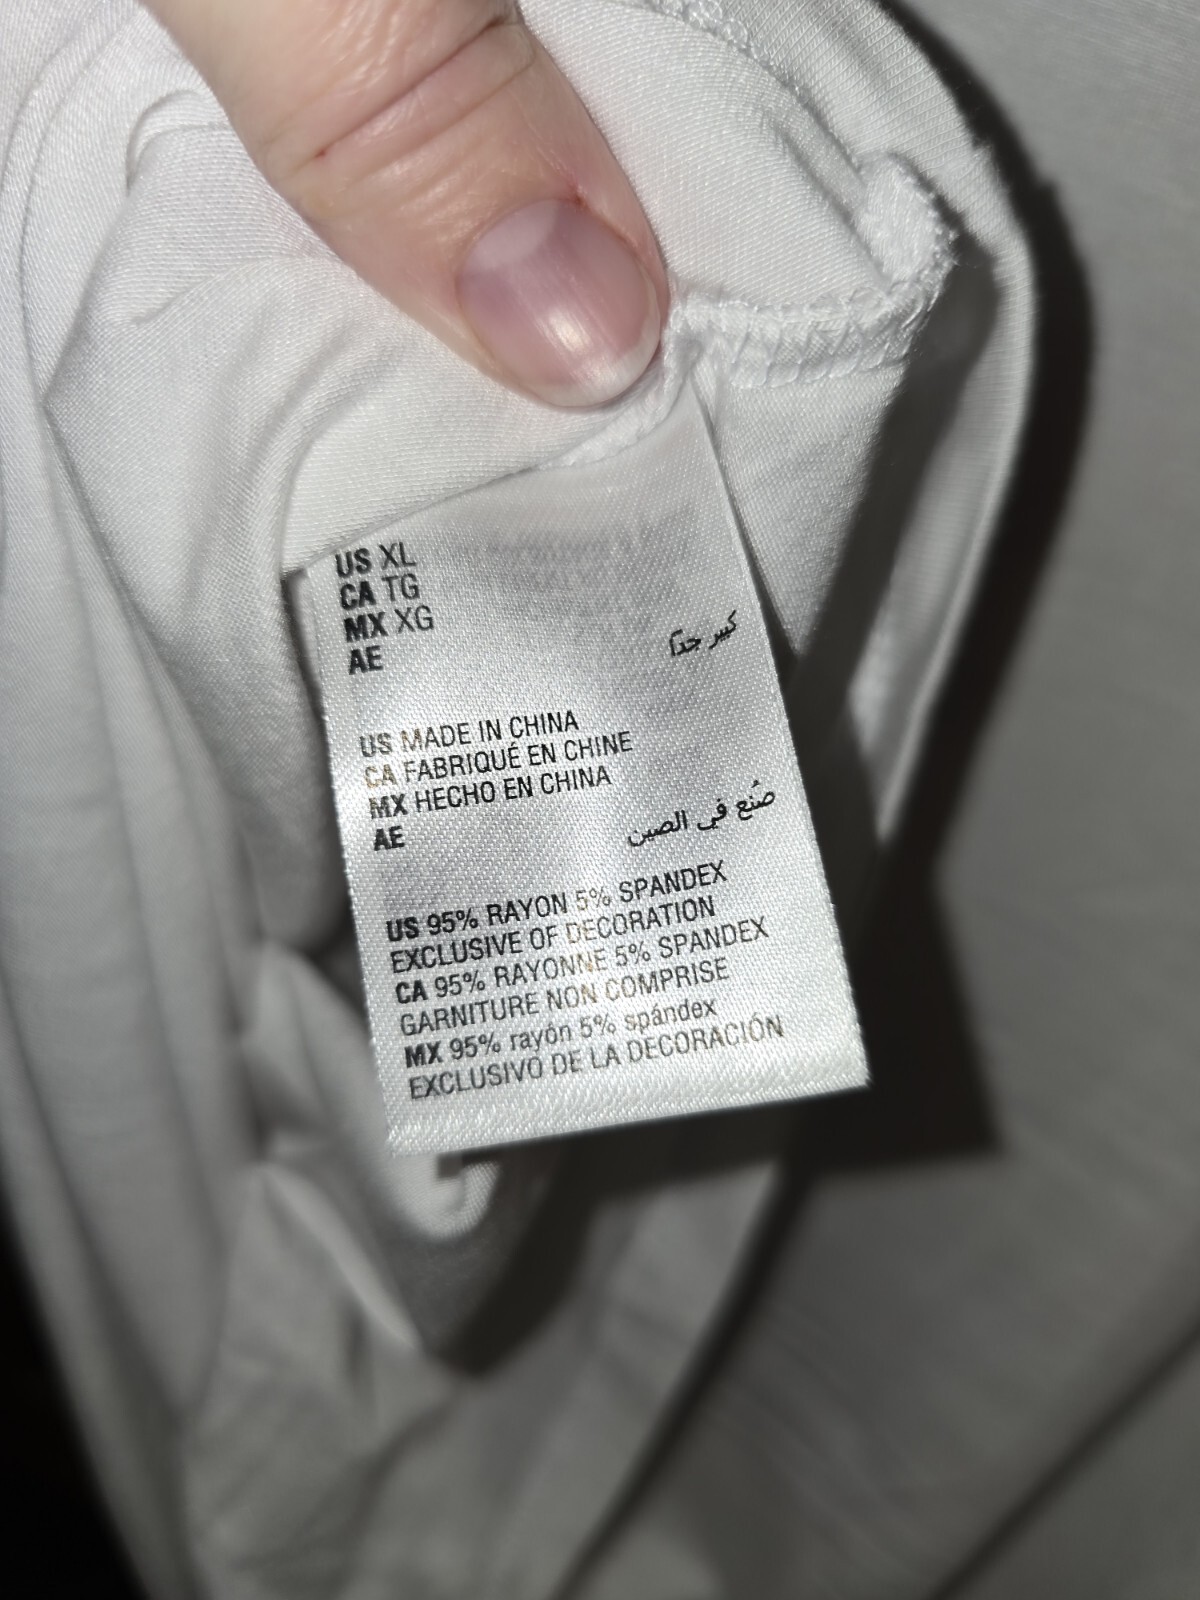 US XL
CA TG
MX XG
AE
كبير جدًا
US MADE IN CHINA
CA FABRIQUÉ EN CHINE
MX HECHO EN CHINA
AE
صُنع في الصين
US 95% RAYON 5% SPANDEX
EXCLUSIVE OF DECORATION
CA 95% RAYONNE 5% SPANDEX
GARNITURE NON COMPRISE
MX 95% rayón 5% spándex
EXCLUSIVO DE LA DECORACIÓN